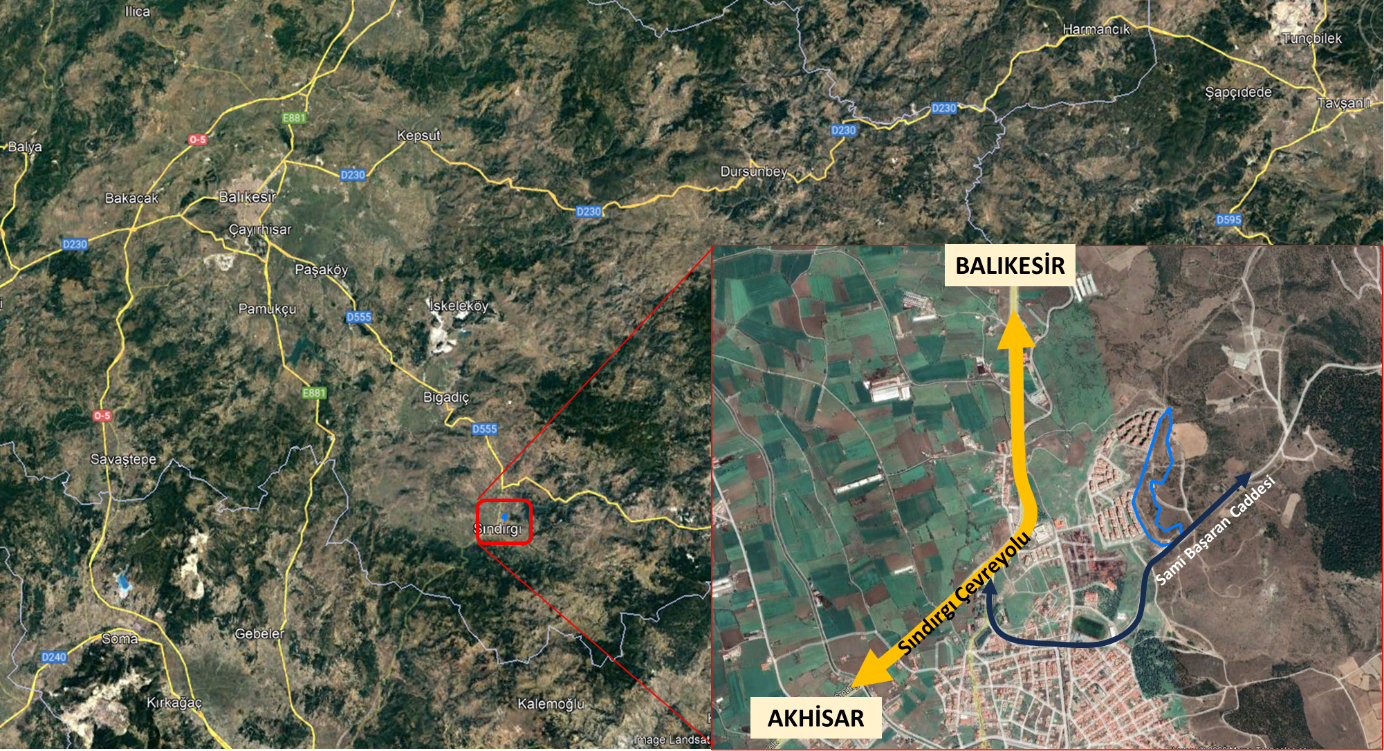 Ilıca
Harmancık
Tunçbilek
Şapçıdede
Tavşanlı
D230
D230
E881
O-5
Kepsut
Balya
Dursunbey
D230
Bakacak
Balıkesir
D230
D595
Çayırhisar
D230
BALIKESİR
Paşaköy
İskeleköy
Pamukçu
D555
E881
Bigadiç
O-5
D555
Savaştepe
Sındırgı
Sami Başaran Caddesi
Sındırgı Çevreyolu
Soma
Gebeler
D240
Kırkağaç
Kalemoğlu
AKHİSAR
Image Landsat